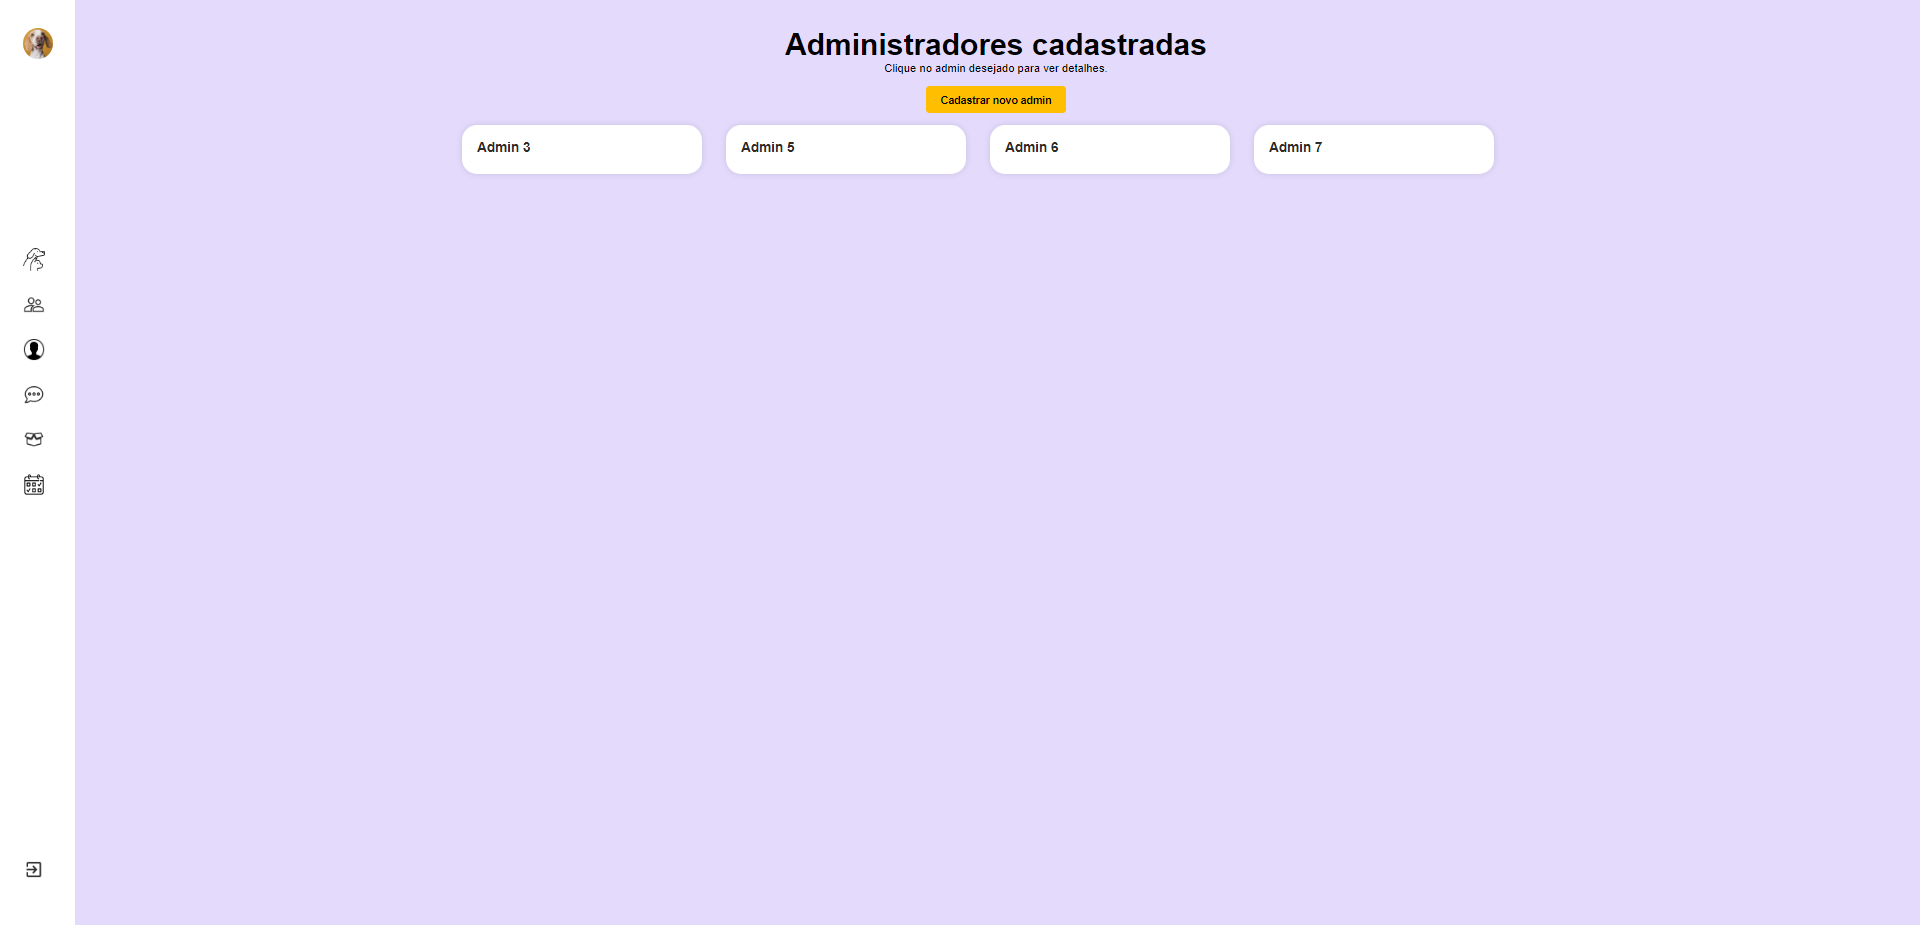 Administradores cadastradas
Clique no admin desejado para ver detalhes.
Cadastrar novo admin
Admin 3
Admin 5
Admin 6
Admin 7